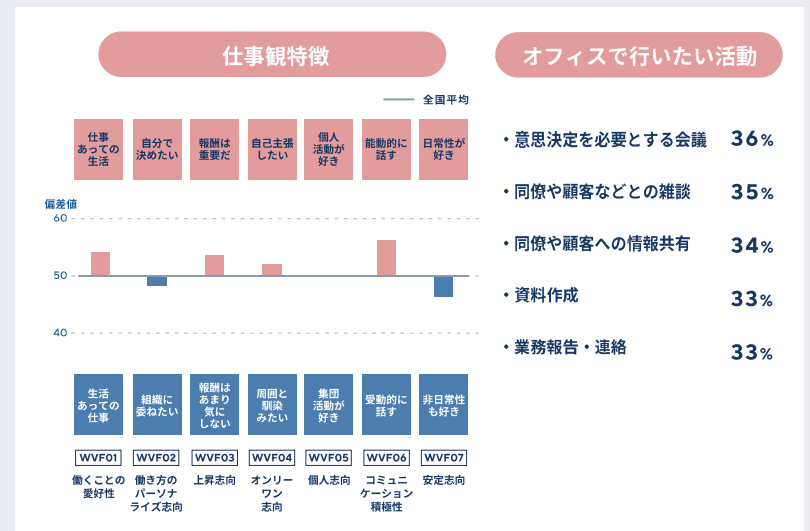 仕事観特徴
全国平均
仕事
あっての
生活
自分で
決めたい
報酬は
重要だ
自己主張
したい
個人
活動が
好き
能動的に
話す
日常性が
好き
偏差値
60
50
40
生活
あっての
仕事
組織に
委ねたい
報酬は
あまり
気に
しない
周囲と
馴染
みたい
集団
活動が
好き
受動的に
話す
非日常性
も好き
WVF01
WVF02
WVF03
WVF04
WVF05
WVF06
WVF07
働くことの
愛好性
働き方の
パーソナ
ライズ志向
上昇志向
オンリー
ワン
志向
個人志向
コミュニ
ケーション
積極性
安定志向
オフィスで行いたい活動
・意思決定を必要とする会議 36%
・同僚や顧客などとの雑談 35%
・同僚や顧客への情報共有 34%
・資料作成 33%
・業務報告・連絡 33%